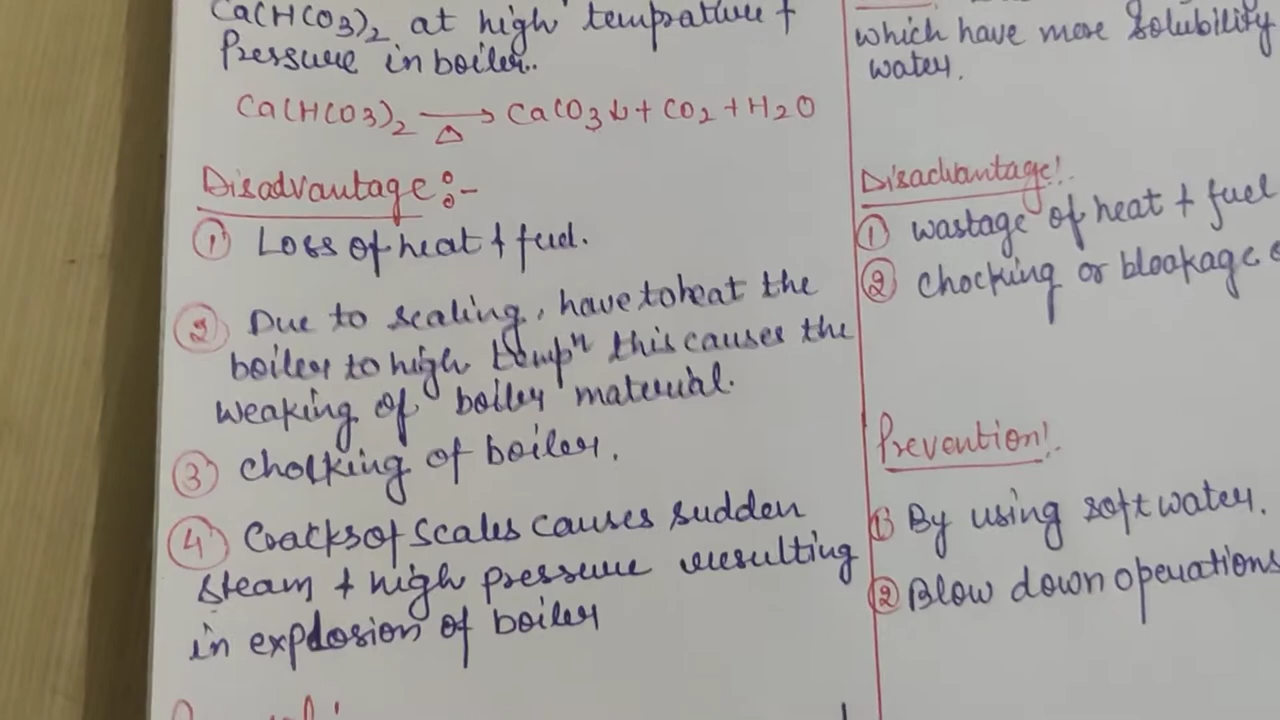 Ca(HCO3)2 at high temprature +
Pressure in boiler..
Ca(HCO3)2 →Δ CaCO3↓ + CO2 + H2O
Disadvantage :-
① Loss of heat + fuel.
② Due to scaling, have to heat the
boiler to high tempⁿ this causes the
weaking of boiler material.
③ Cholking of boiler.
④ Cracks of Scales causes sudden
steam + high pressure resulting
in explosion of boiler
which have more Solubility
water.
Disadvantage!
① wastage of heat + fuel
② chocking or bloakage
Prevention!
① By using soft water.
② Blow down operations